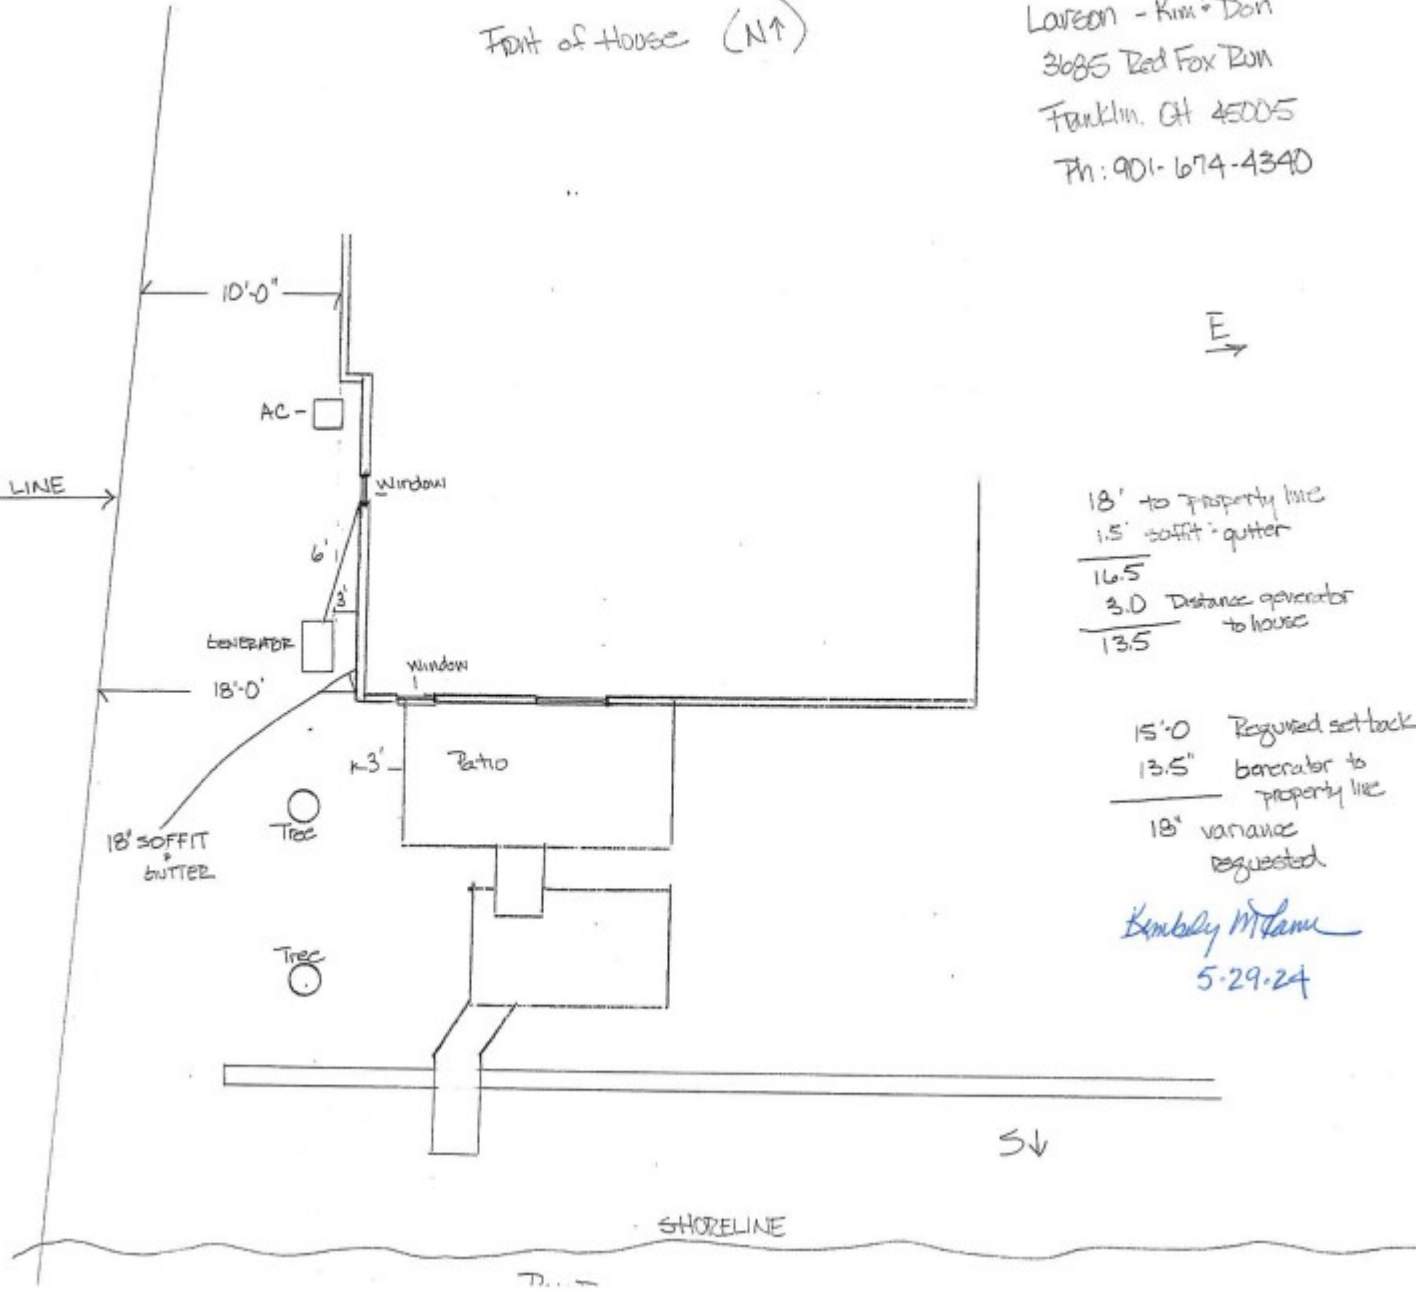 Front of House (N↑)
Larson - Kim & Don
3685 Red Fox Run
Franklin. OH 45005
Ph: 901-674-4340
10'-0"
E
AC -
LINE
Window
6'
3'
GENERATOR
18'-0'
Window
3'
Patio
Tree
18" SOFFIT
&
GUTTER
Tree
18' to property line
1.5' soffit - gutter
16.5
3.0 Distance generator
to house
13.5
15'-0 Required setback
13.5" Generator to
property line
18" variance
requested
Kimberly M
5-29-24
S↓
SHORELINE